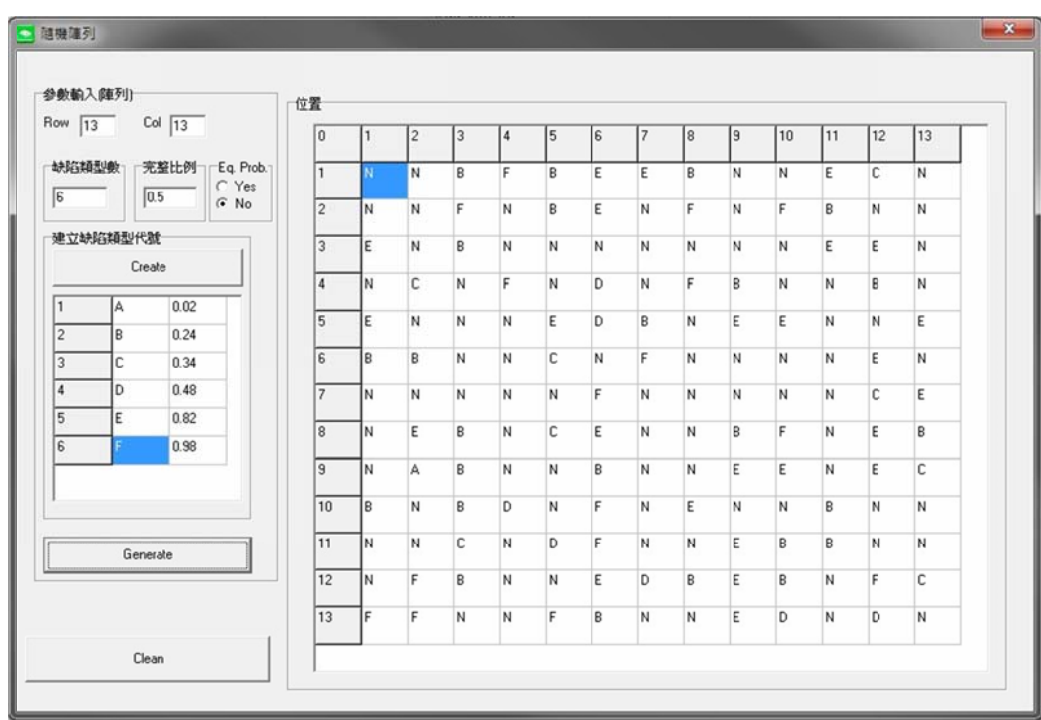 隨機陣列
參數輸入(陣列)
Row 13 Col 13
缺陷類型數 完整比例 Eq. Prob.
6 0.5 Yes
No
建立缺陷類型代號
Create
1 A 0.02
2 B 0.24
3 C 0.34
4 D 0.48
5 E 0.82
6 F 0.98
Generate
Clean
位置
0 1 2 3 4 5 6 7 8 9 10 11 12 13
1 N N B F B E E B N N E C N
2 N N F N B E N F N F B N N
3 E N B N N N N N N N E E N
4 N C N F N D N F B N N B N
5 E N N N E D B N E E N N E
6 B B N N C N F N N N N E N
7 N N N N N F N N N N N C E
8 N E B N C E N N B F N E B
9 N A B N N B N N E E N E C
10 B N B D N F N E N N B N N
11 N N C N D F N N E B B N N
12 N F B N N E D B E B N F C
13 F F N N F B N N E D N D N